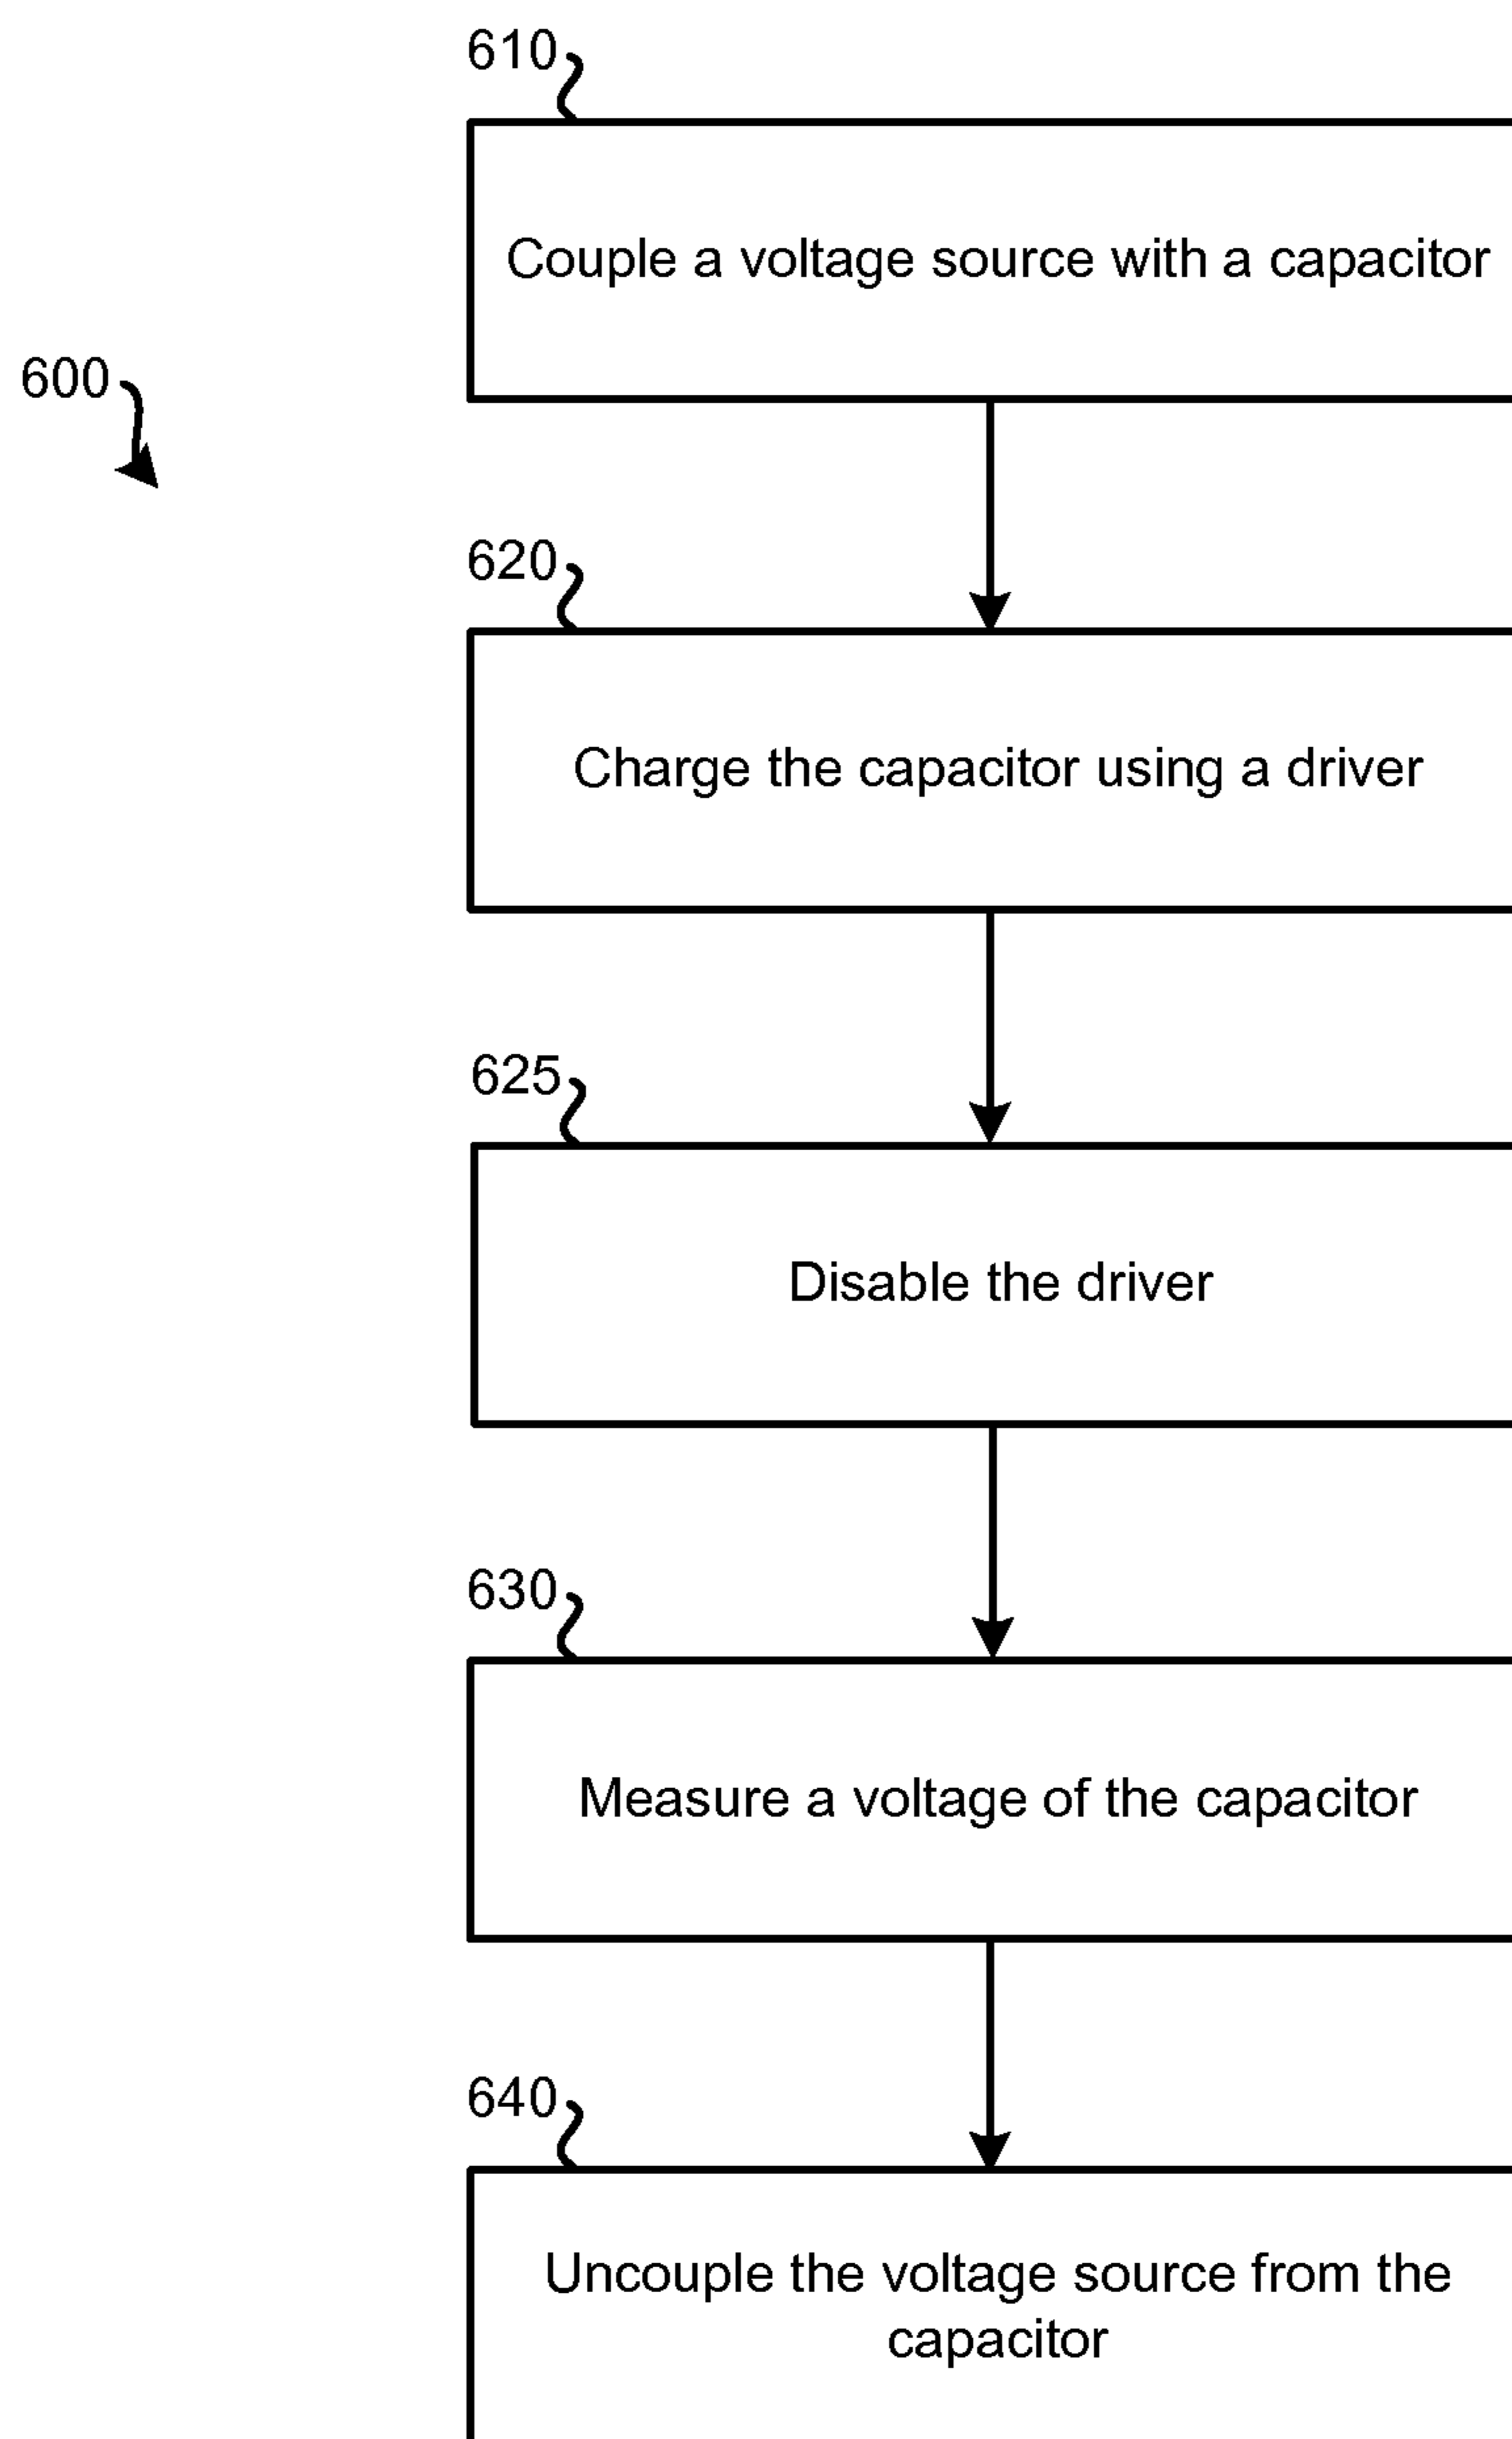 610
Couple a voltage source with a capacitor
600
620
Charge the capacitor using a driver
625
Disable the driver
630
Measure a voltage of the capacitor
640
Uncouple the voltage source from the
capacitor